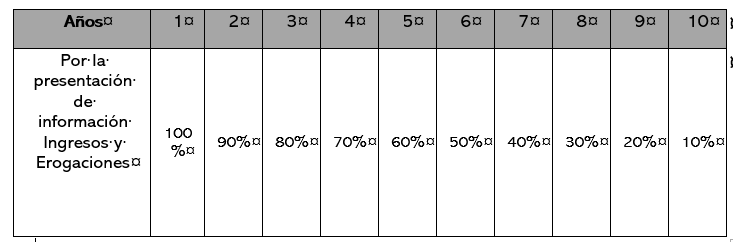 Años¤ 1¤ 2¤ 3¤ 4¤ 5¤ 6¤ 7¤ 8¤ 9¤ 10¤ ¤
Por·la·
presentación·
de·
información·
Ingresos·y·
Erogaciones¤
100
%¤
90%¤ 80%¤ 70%¤ 60%¤ 50%¤ 40%¤ 30%¤ 20%¤ 10%¤ ¤